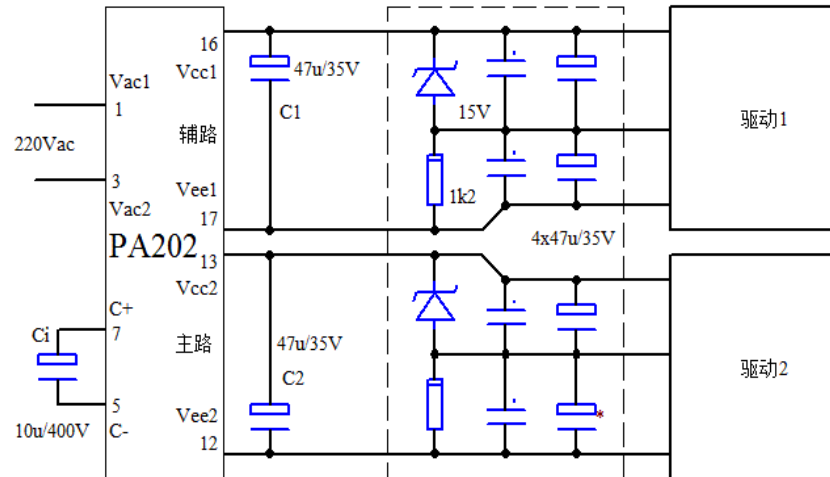 16
Vcc1
47u/35V
Vac1
1
C1
15V
220Vac
辅路
驱动1
3
Vee1
1k2
Vac2
17
PA202
4x47u/35V
13
Vcc2
C+
Ci
7
主路
47u/35V
C2
驱动2
5
Vee2
*
10u/400V
C-
12